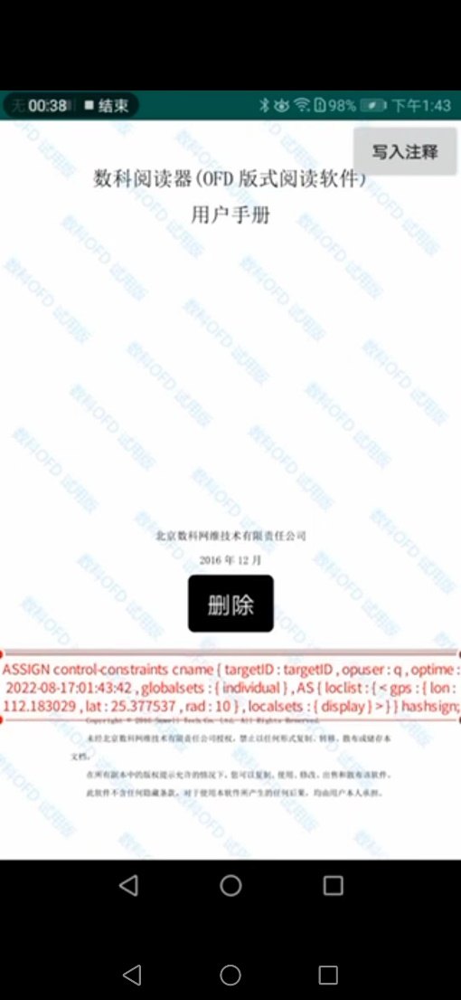 00:38 结束 98% 下午1:43
写入注释
数科阅读器(OFD 版式阅读软件)
用户手册
北京数科网维技术有限责任公司
2016 年 12 月
删除
ASSIGN control-constraints cname { targetID : targetID , opuser : q , optime :
2022-08-17:01:43:42 , globalsets : { individual } , AS { loclist : { < gps : { lon :
112.183029 , lat : 25.377537 , rad : 10 } , localsets : { display } > } } hashsign;
Copyright © 2016 Suwell Tech Co. Ltd. All Rights Reserved.
未经北京数科网维技术有限责任公司授权，禁止以任何形式复制、转移、散布或储存本
文档。
在所有副本中的版权提示允许的情况下，您可以复制、使用、修改、出售和散布该软件。
此软件不含任何隐藏条款，对于使用本软件所产生的任何后果，均由用户本人承担。
数科OFD 试用版